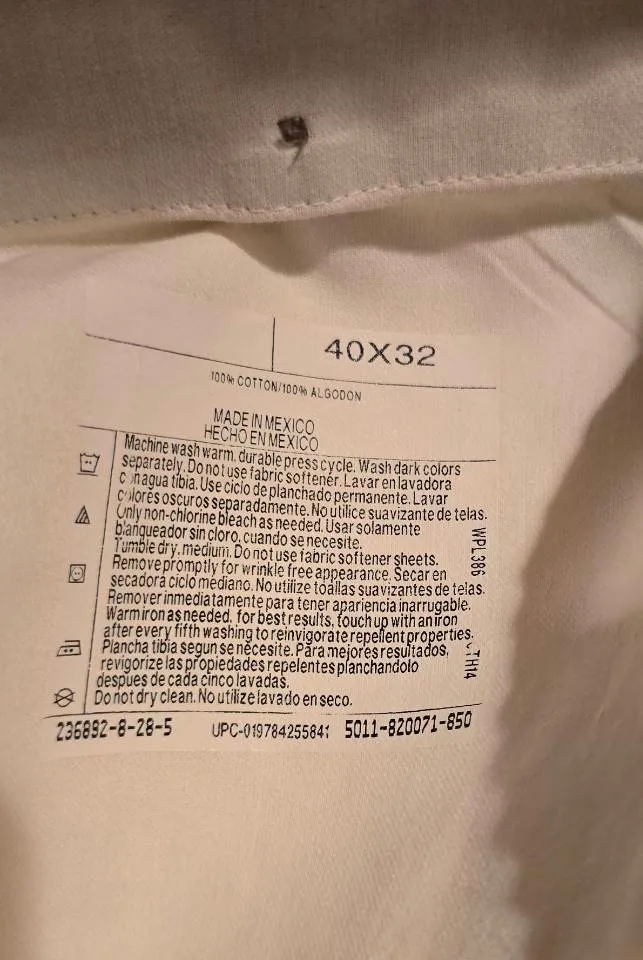 40X32
100% COTTON/100% ALGODON
MADE IN MEXICO
HECHO EN MEXICO
Machine wash warm, durable press cycle. Wash dark colors
separately. Do not use fabric softener. Lavar en lavadora
c n agua tibia. Use ciclo de planchado permanente. Lavar
colores oscuros separadamente. No utilice suavizante de telas.
Only non-chlorine bleach as needed. Usar solamente
blanqueador sin cloro, cuando se necesite.
Tumble dry, medium. Do not use fabric softener sheets.
Remove promptly for wrinkle free appearance. Secar en
secadora ciclo mediano. No utilize toallas suavizantes de telas.
Remover inmediatamente para tener apariencia inarrugable.
Warm iron as needed, for best results, touch up with an iron
after every fifth washing to reinvigorate repellent properties.
Plancha tibia segun se necesite. Para mejores resultados,
revigorize las propiedades repelentes planchandolo
despues de cada cinco lavadas.
Do not dry clean. No utilize lavado en seco.
WPL386
TH14
236892-8-28-5 UPC-019784255841 5011-820071-850